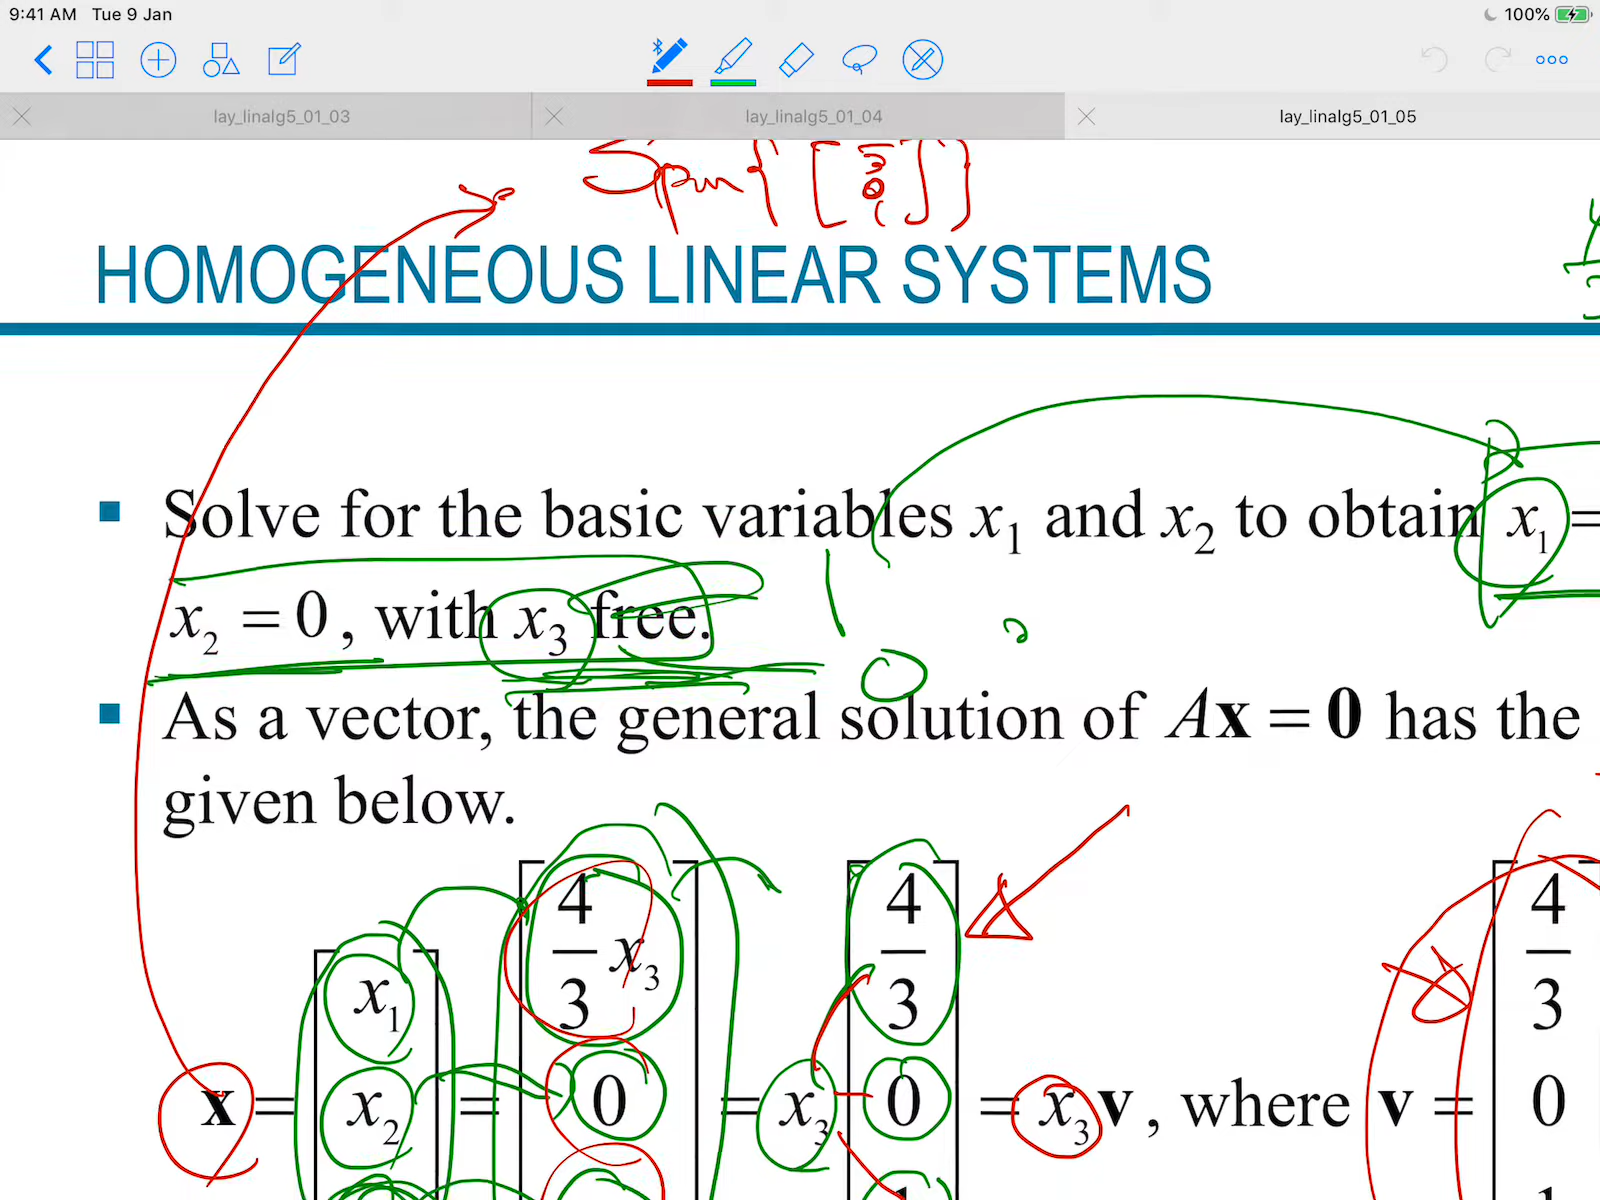 9:41 AM Tue 9 Jan 100%
lay_linalg5_01_03 lay_linalg5_01_04 lay_linalg5_01_05
Span{[ 0 ]}
HOMOGENEOUS LINEAR SYSTEMS
Solve for the basic variables x₁ and x₂ to obtain x₁ =
x₂ = 0, with x₃ free.
As a vector, the general solution of Ax = 0 has the
given below.
x = [x₁ x₂ = [4/3 x₃ 0 = x₃ [4/3 0 1 = x₃v, where v = [4/3 0 1